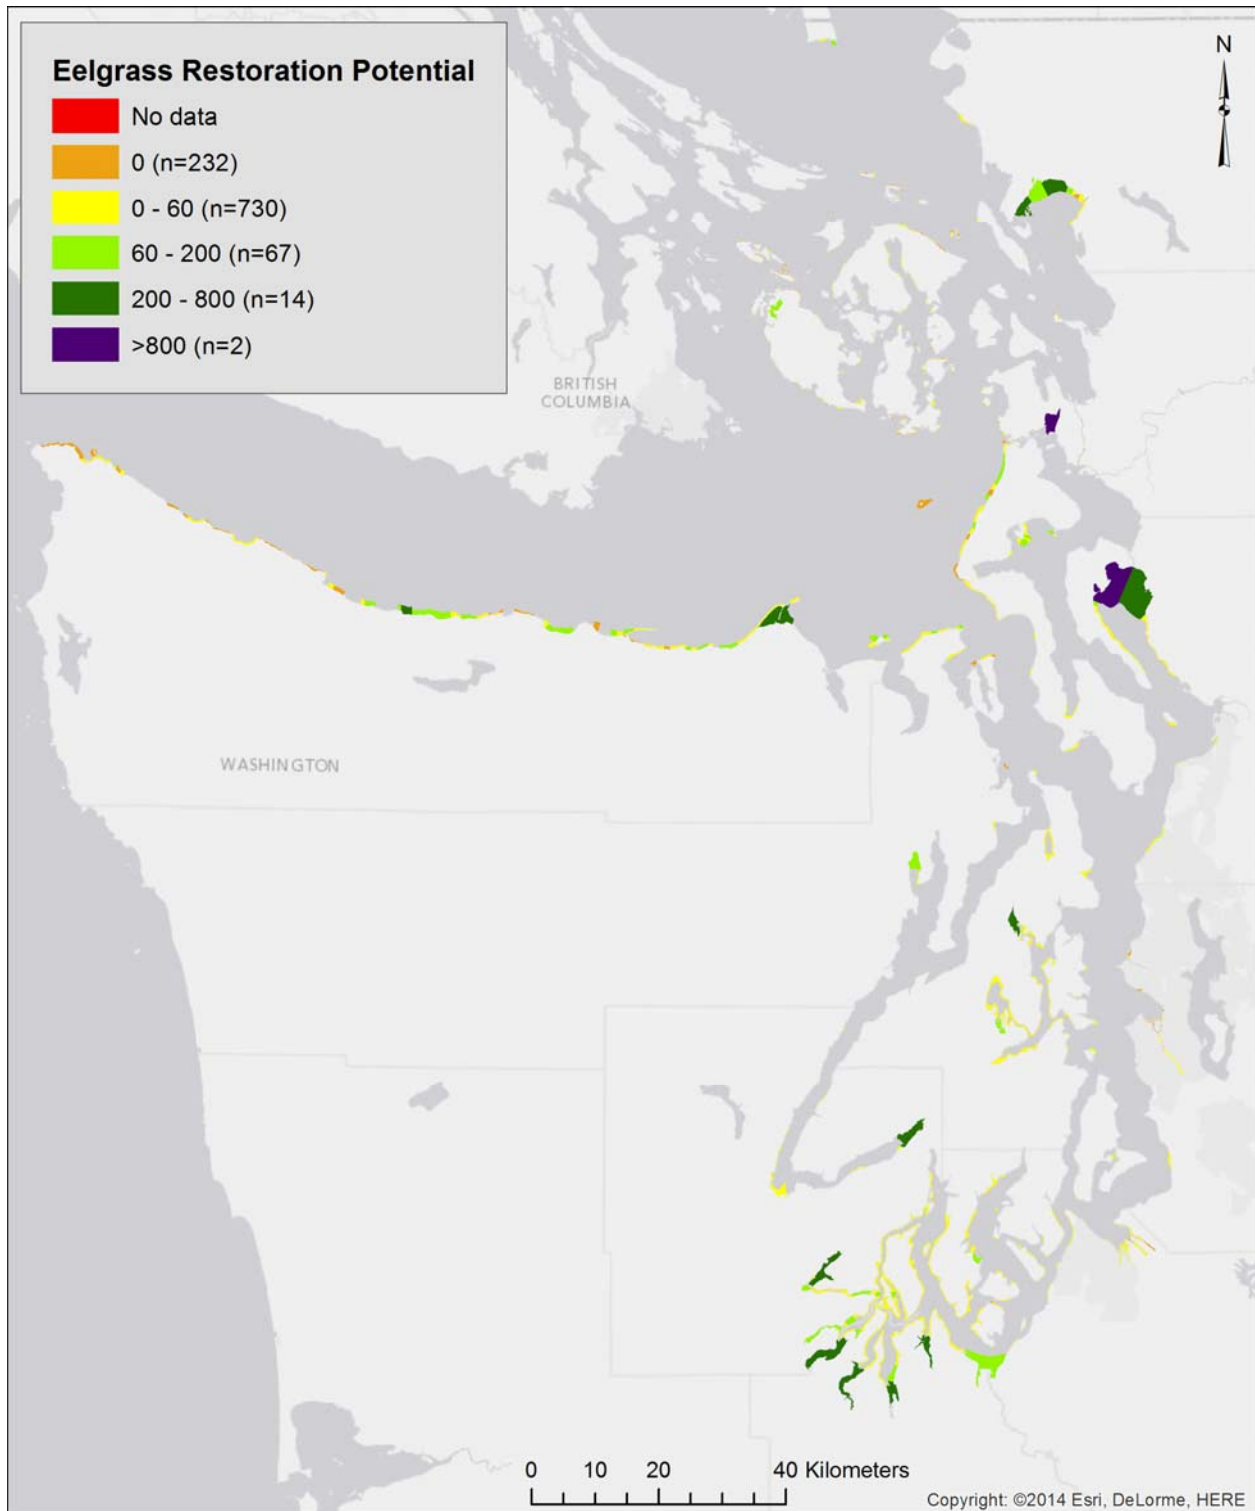 Eelgrass Restoration Potential
No data
0 (n=232)
0 - 60 (n=730)
60 - 200 (n=67)
200 - 800 (n=14)
>800 (n=2)
N
BRITISH
COLUMBIA
WASHINGTON
0 10 20 40 Kilometers
Copyright: ©2014 Esri, DeLorme, HERE